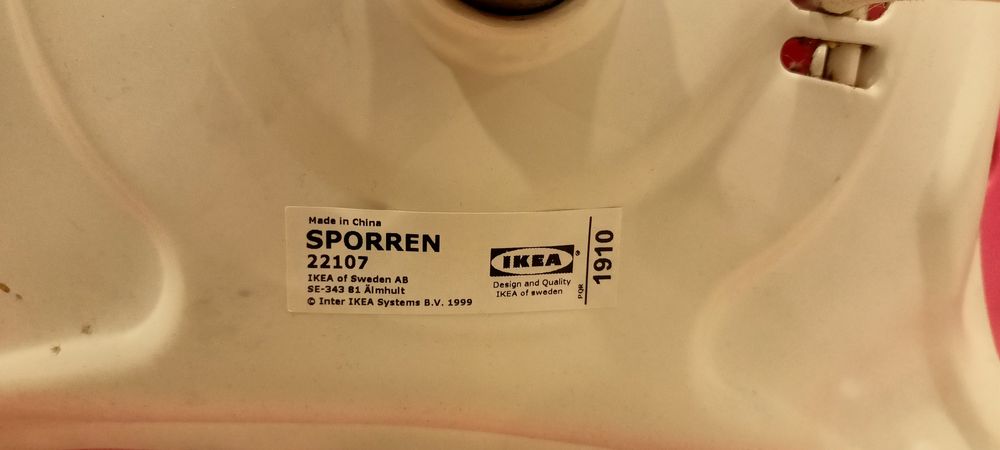 Made in China
SPORREN
22107
IKEA of Sweden AB
SE-343 81 Älmhult
© Inter IKEA Systems B.V. 1999
IKEA®
Design and Quality
IKEA of sweden
PQR
1910